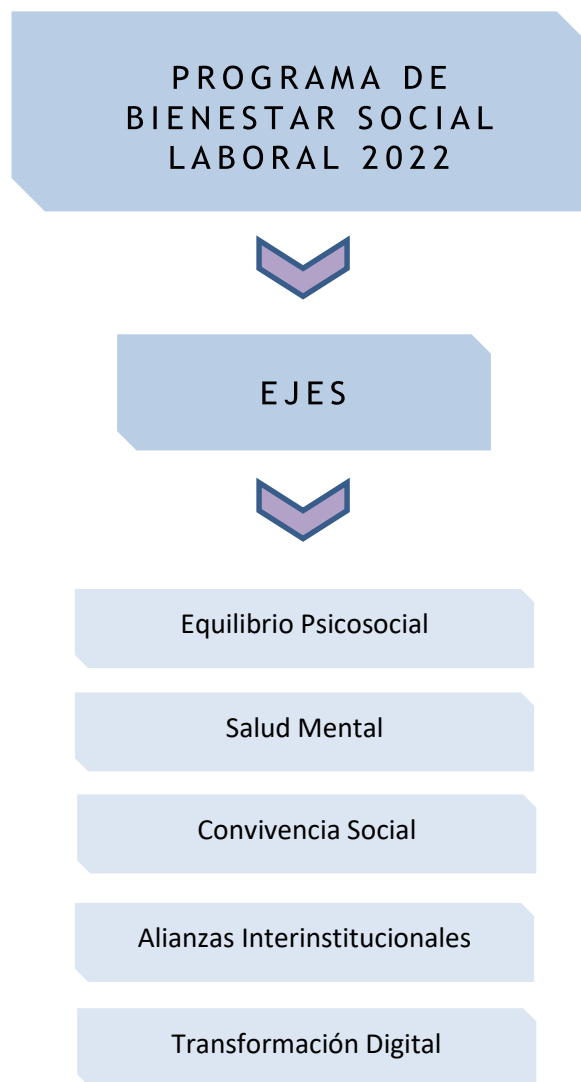 PROGRAMA DE
BIENESTAR SOCIAL
LABORAL 2022
EJES
Equilibrio Psicosocial
Salud Mental
Convivencia Social
Alianzas Interinstitucionales
Transformación Digital